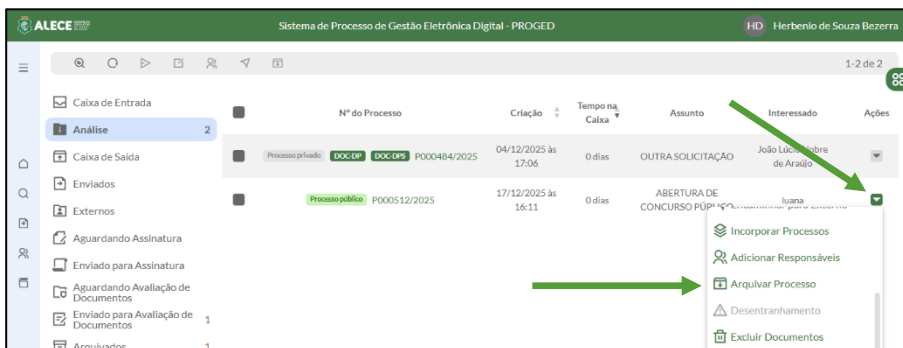 ALECE
Sistema de Processo de Gestão Eletrônica Digital - PROGED
HD Herbenio de Souza Bezerra
1-2 de 2
Caixa de Entrada
Análise 2
Caixa de Saída
Enviados
Externos
Aguardando Assinatura
Enviado para Assinatura
Aguardando Avaliação de
Documentos
Enviado para Avaliação de
Documentos 1
Arquivados 1
Nº do Processo Criação Tempo na Caixa Assunto Interessado Ações
Processo privado DOC-DP DOC-DPS P000484/2025 04/12/2025 às 17:06 0 dias OUTRA SOLICITAÇÃO João Lúcio Nobre de Araújo
Processo público P000512/2025 17/12/2025 às 16:11 0 dias ABERTURA DE CONCURSO PÚBLICO luana
Encaminhar para Externo
Incorporar Processos
Adicionar Responsáveis
Arquivar Processo
Desentranhamento
Excluir Documentos